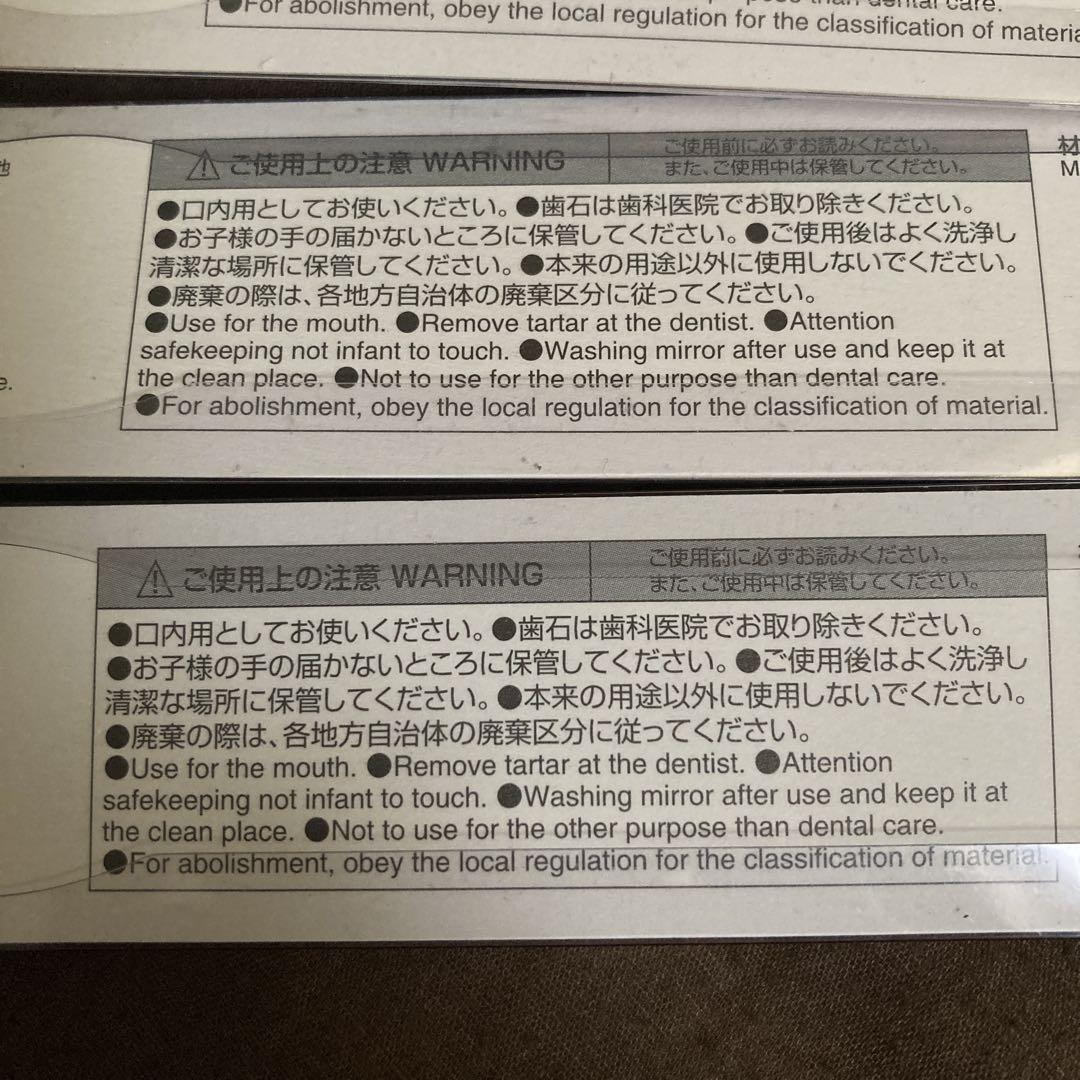 ●For abolishment, obey the local regulation for the classification of
⚠ ご使用上の注意 WARNING
ご使用前に必ずお読みください。
また、ご使用中は保管してください。
●口内用としてお使いください。●歯石は歯科医院でお取り除きください。
●お子様の手の届かないところに保管してください。●ご使用後はよく洗浄し
清潔な場所に保管してください。●本来の用途以外に使用しないでください。
●廃棄の際は、各地方自治体の廃棄区分に従ってください。
●Use for the mouth. ●Remove tartar at the dentist. ●Attention
safekeeping not infant to touch. ●Washing mirror after use and keep it at
the clean place. ●Not to use for the other purpose than dental care.
●For abolishment, obey the local regulation for the classification of material.
⚠ ご使用上の注意 WARNING
ご使用前に必ずお読みください。
また、ご使用中は保管してください。
●口内用としてお使いください。●歯石は歯科医院でお取り除きください。
●お子様の手の届かないところに保管してください。●ご使用後はよく洗浄し
清潔な場所に保管してください。●本来の用途以外に使用しないでください。
●廃棄の際は、各地方自治体の廃棄区分に従ってください。
●Use for the mouth. ●Remove tartar at the dentist. ●Attention
safekeeping not infant to touch. ●Washing mirror after use and keep it at
the clean place. ●Not to use for the other purpose than dental care.
●For abolishment, obey the local regulation for the classification of material.